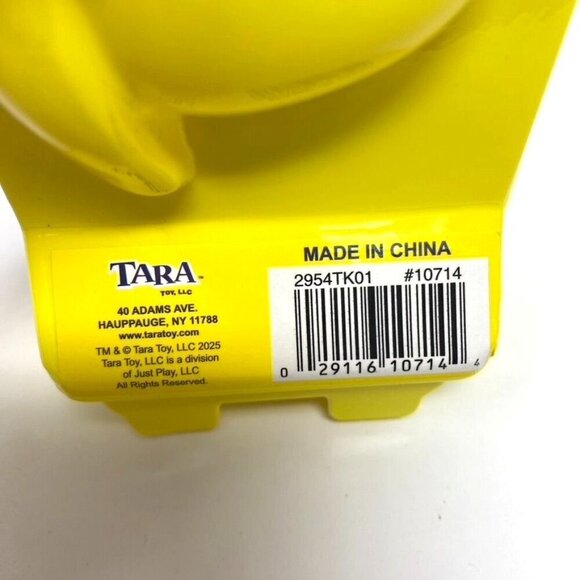 TARA™
TOY, LLC
40 ADAMS AVE.
HAUPPAUGE, NY 11788
www.taratoy.com
TM & © Tara Toy, LLC 2025
Tara Toy, LLC is a division
of Just Play, LLC
All Rights Reserved.
MADE IN CHINA
2954TK01 #10714
0 29116 10714 4